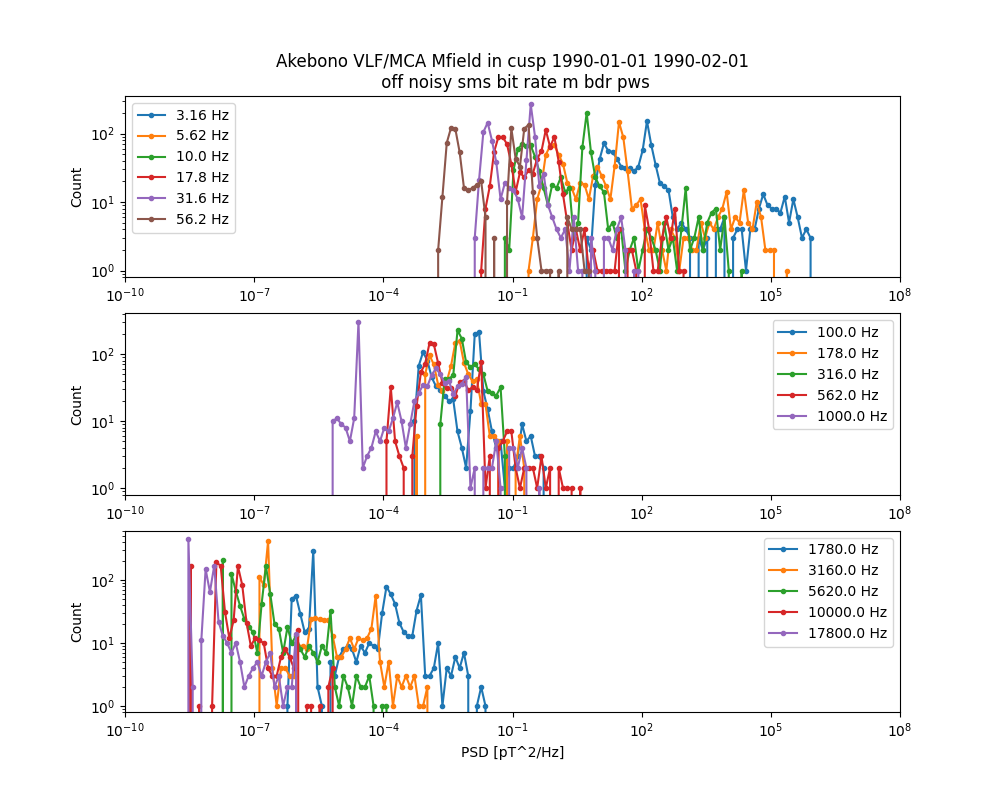 Akebono VLF/MCA Mfield in cusp 1990-01-01 1990-02-01
off noisy sms bit rate m bdr pws
Count
10^2
10^1
10^0
3.16 Hz
5.62 Hz
10.0 Hz
17.8 Hz
31.6 Hz
56.2 Hz
10^-10 10^-7 10^-4 10^-1 10^2 10^5 10^8
Count
10^2
10^1
10^0
100.0 Hz
178.0 Hz
316.0 Hz
562.0 Hz
1000.0 Hz
10^-10 10^-7 10^-4 10^-1 10^2 10^5 10^8
Count
10^2
10^1
10^0
1780.0 Hz
3160.0 Hz
5620.0 Hz
10000.0 Hz
17800.0 Hz
10^-10 10^-7 10^-4 10^-1 10^2 10^5 10^8
PSD [pT^2/Hz]